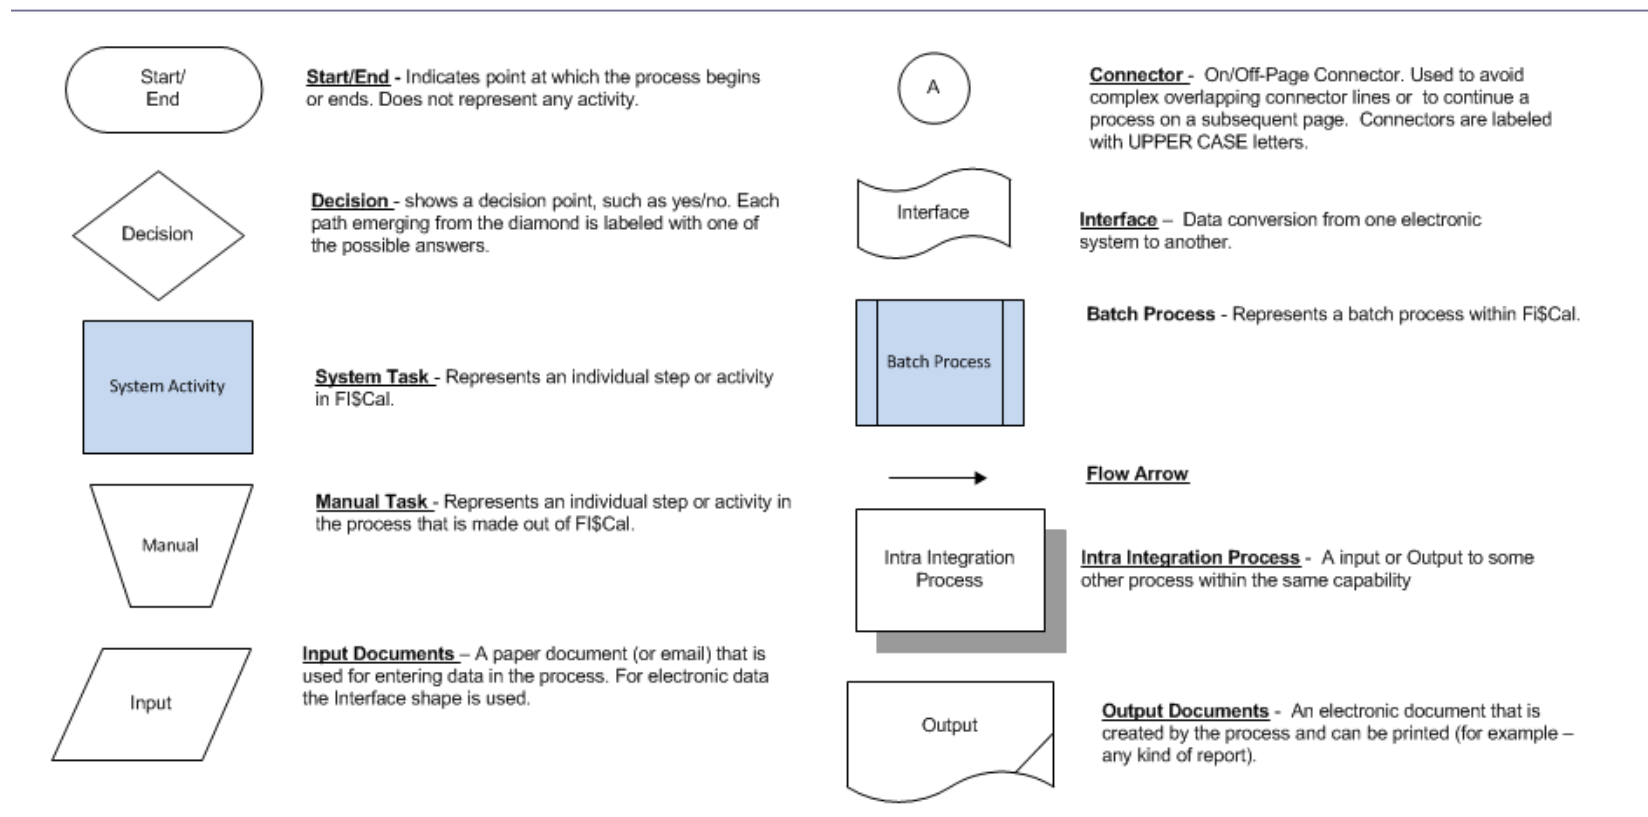 Start/
End
Start/End - Indicates point at which the process begins
or ends. Does not represent any activity.
Decision
Decision - shows a decision point, such as yes/no. Each
path emerging from the diamond is labeled with one of
the possible answers.
System Activity
System Task - Represents an individual step or activity
in FI$Cal.
Manual
Manual Task - Represents an individual step or activity in
the process that is made out of FI$Cal.
Input
Input Documents – A paper document (or email) that is
used for entering data in the process. For electronic data
the Interface shape is used.
A
Connector - On/Off-Page Connector. Used to avoid
complex overlapping connector lines or to continue a
process on a subsequent page. Connectors are labeled
with UPPER CASE letters.
Interface
Interface – Data conversion from one electronic
system to another.
Batch Process
Batch Process - Represents a batch process within Fi$Cal.
Flow Arrow
Intra Integration
Process
Intra Integration Process - A input or Output to some
other process within the same capability
Output
Output Documents - An electronic document that is
created by the process and can be printed (for example –
any kind of report).